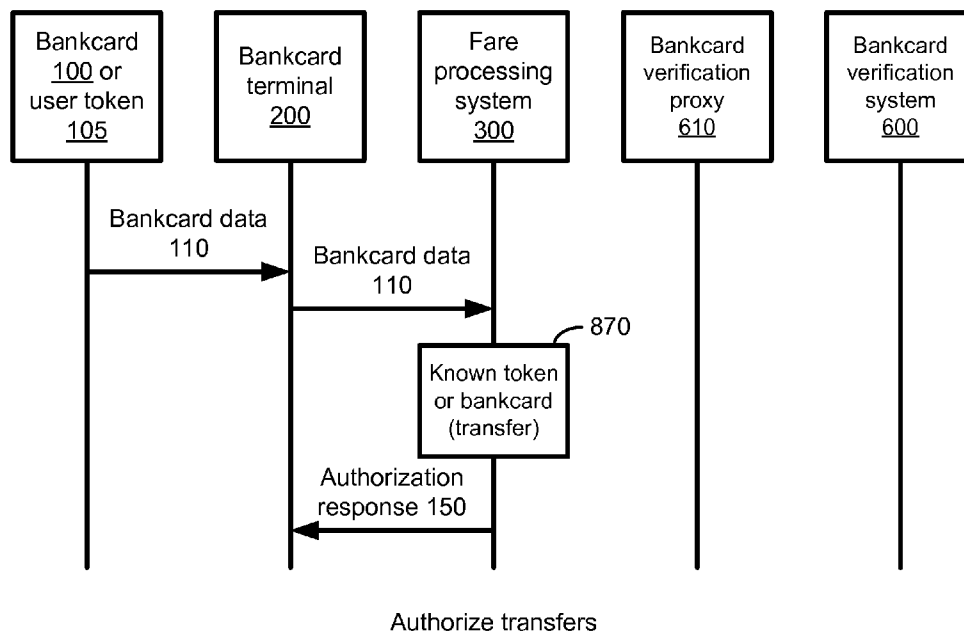 Bankcard
100 or
user token
105
Bankcard
terminal
200
Fare
processing
system
300
Bankcard
verification
proxy
610
Bankcard
verification
system
600
Bankcard data
110
Bankcard data
110
870
Known token
or bankcard
(transfer)
Authorization
response 150
Authorize transfers